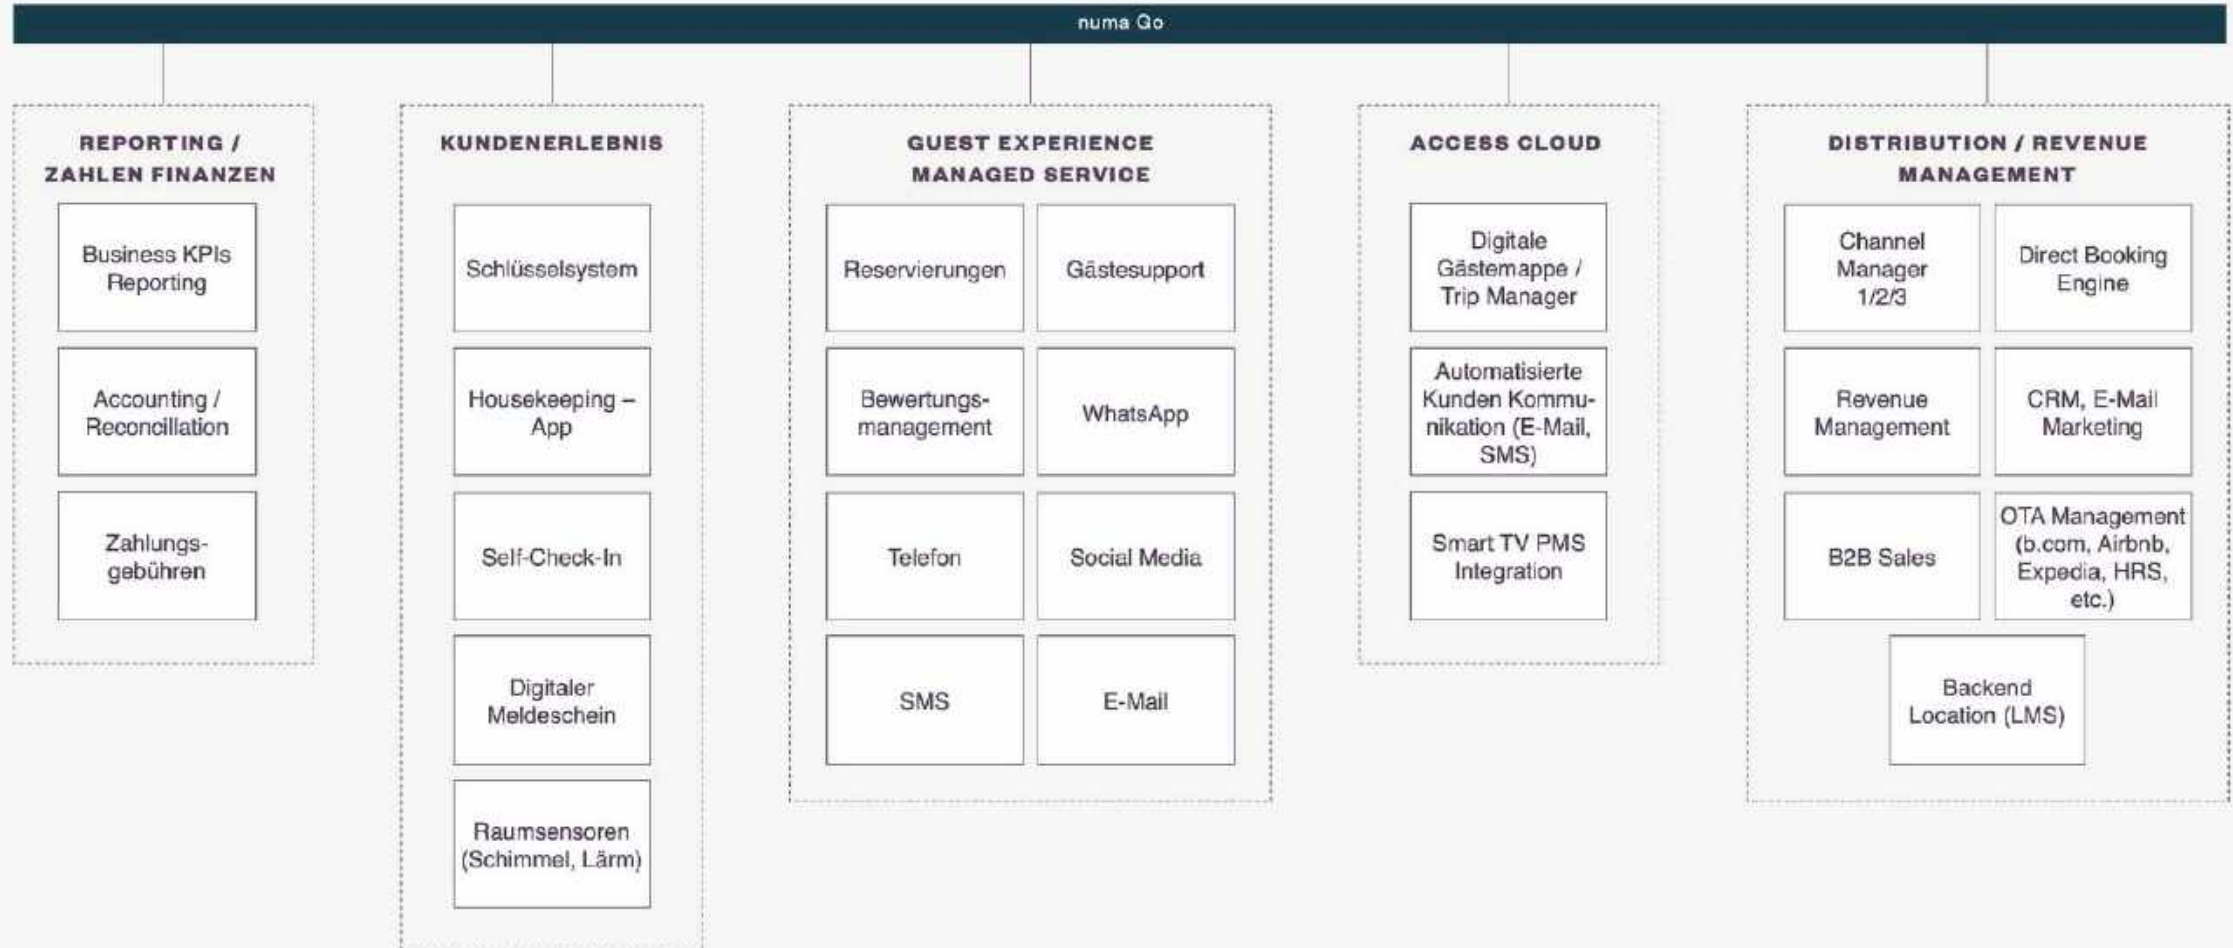 numa Go
REPORTING /
ZAHLEN FINANZEN
Business KPIs
Reporting
Accounting /
Reconcillation
Zahlungs-
gebühren
KUNDENERLEBNIS
Schlüsselsystem
Housekeeping –
App
Self-Check-In
Digitaler
Meldeschein
Raumsensoren
(Schimmel, Lärm)
GUEST EXPERIENCE
MANAGED SERVICE
Reservierungen
Gästesupport
Bewertungs-
management
WhatsApp
Telefon
Social Media
SMS
E-Mail
ACCESS CLOUD
Digitale
Gästemappe /
Trip Manager
Automatisierte
Kunden Kommu-
nikation (E-Mail,
SMS)
Smart TV PMS
Integration
DISTRIBUTION / REVENUE
MANAGEMENT
Channel
Manager
1/2/3
Direct Booking
Engine
Revenue
Management
CRM, E-Mail
Marketing
B2B Sales
OTA Management
(b.com, Airbnb,
Expedia, HRS,
etc.)
Backend
Location (LMS)